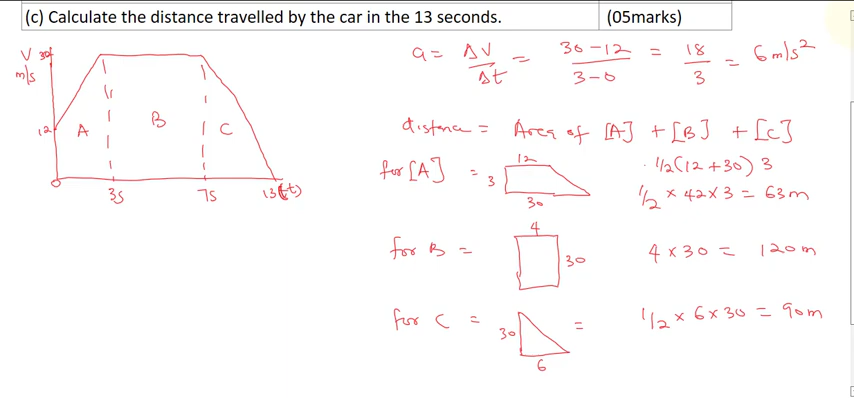 (c) Calculate the distance travelled by the car in the 13 seconds. (05marks)
V 30
m/s
12
A B C
0 3s 7s 13s (t)
a = ΔV/Δt = 30-12/3-0 = 18/3 = 6 m/s²
distance = Area of [A] + [B] + [C]
for [A] = 3 12 30 1/2 (12 + 30) 3
1/2 × 42 × 3 = 63m
for B = 4 30 4 × 30 = 120m
for C = 30 6 = 1/2 × 6 × 30 = 90m